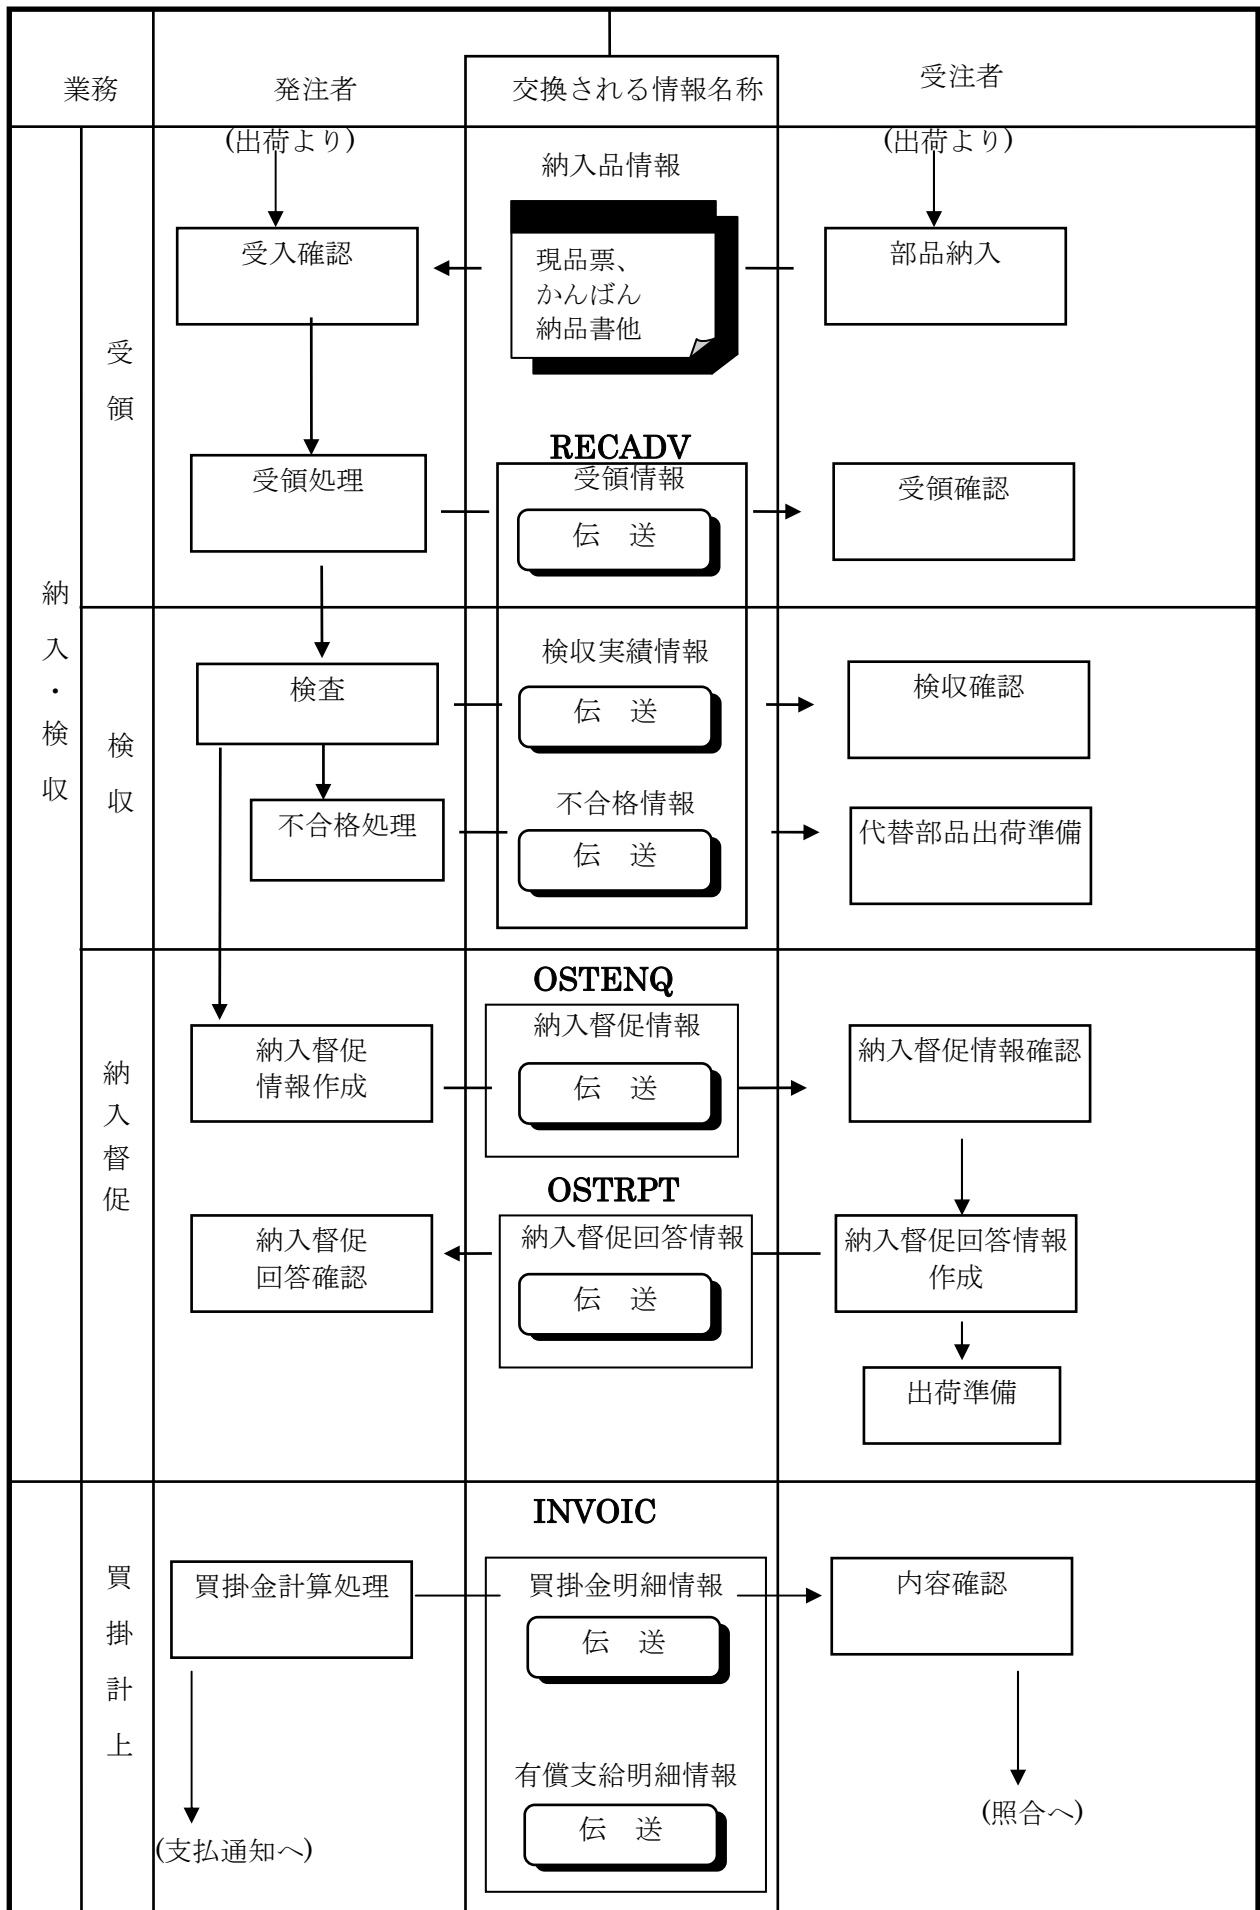 業務
発注者
交換される情報名称
受注者
(出荷より)
納入品情報
(出荷より)
受入確認
現品票、
かんばん
納品書他
部品納入
受領
RECADV
受領処理
受領情報
伝 送
受領確認
納入・検収
検収
検査
検収実績情報
伝 送
検収確認
不合格処理
不合格情報
伝 送
代替部品出荷準備
納入督促
OSTENQ
納入督促
情報作成
納入督促情報
伝 送
納入督促情報確認
OSTRPT
納入督促
回答確認
納入督促回答情報
伝 送
納入督促回答情報
作成
出荷準備
買掛計上
INVOIC
買掛金計算処理
買掛金明細情報
伝 送
内容確認
有償支給明細情報
伝 送
(支払通知へ)
(照合へ)